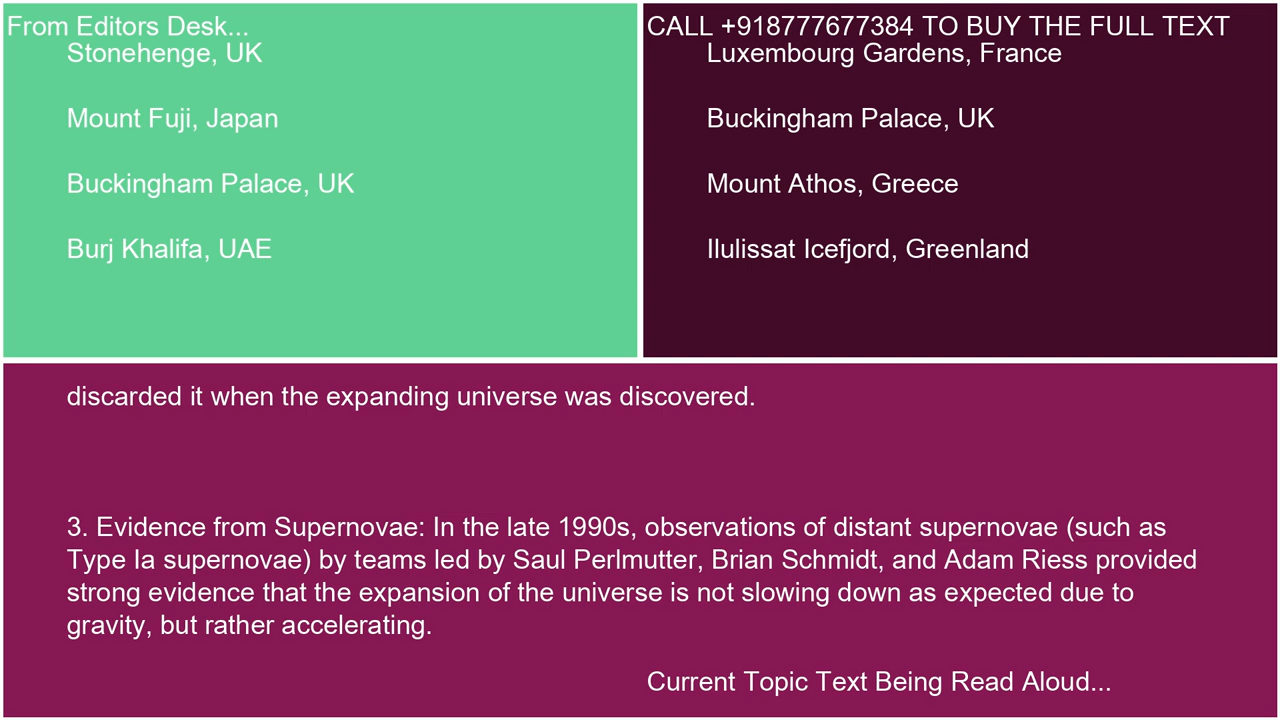 From Editors Desk...
Stonehenge, UK
Mount Fuji, Japan
Buckingham Palace, UK
Burj Khalifa, UAE
CALL +918777677384 TO BUY THE FULL TEXT
Luxembourg Gardens, France
Buckingham Palace, UK
Mount Athos, Greece
Ilulissat Icefjord, Greenland
discarded it when the expanding universe was discovered.
3. Evidence from Supernovae: In the late 1990s, observations of distant supernovae (such as
Type Ia supernovae) by teams led by Saul Perlmutter, Brian Schmidt, and Adam Riess provided
strong evidence that the expansion of the universe is not slowing down as expected due to
gravity, but rather accelerating.
Current Topic Text Being Read Aloud...